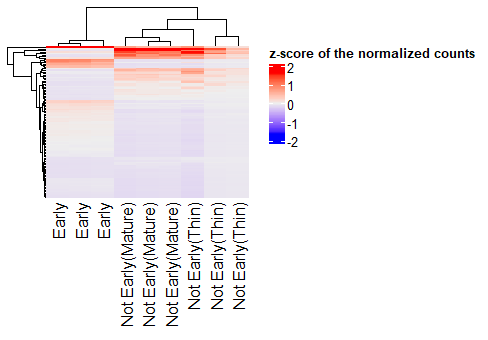 z-score of the normalized counts
2
1
0
-1
-2
Early
Early
Early
Not Early(Mature)
Not Early(Mature)
Not Early(Mature)
Not Early(Thin)
Not Early(Thin)
Not Early(Thin)